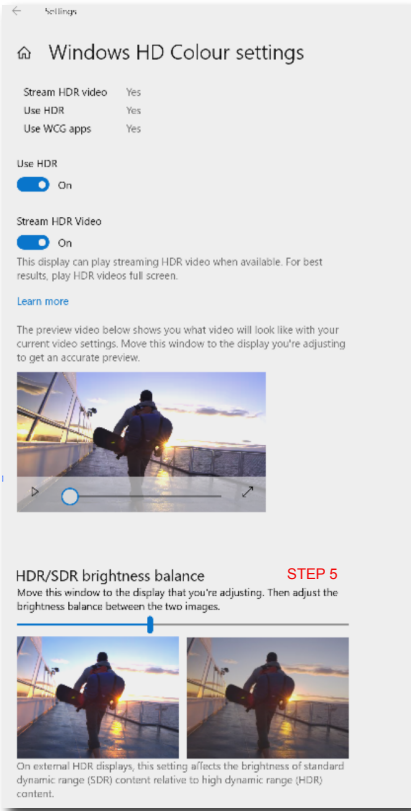 Settings
Windows HD Colour settings
Stream HDR video Yes
Use HDR Yes
Use WCG apps Yes
Use HDR
On
Stream HDR Video
On
This display can play streaming HDR video when available. For best
results, play HDR videos full screen.
Learn more
The preview video below shows you what video will look like with your
current video settings. Move this window to the display you're adjusting
to get an accurate preview.
HDR/SDR brightness balance STEP 5
Move this window to the display that you're adjusting. Then adjust the
brightness balance between the two images.
On external HDR displays, this setting affects the brightness of standard
dynamic range (SDR) content relative to high dynamic range (HDR)
content.